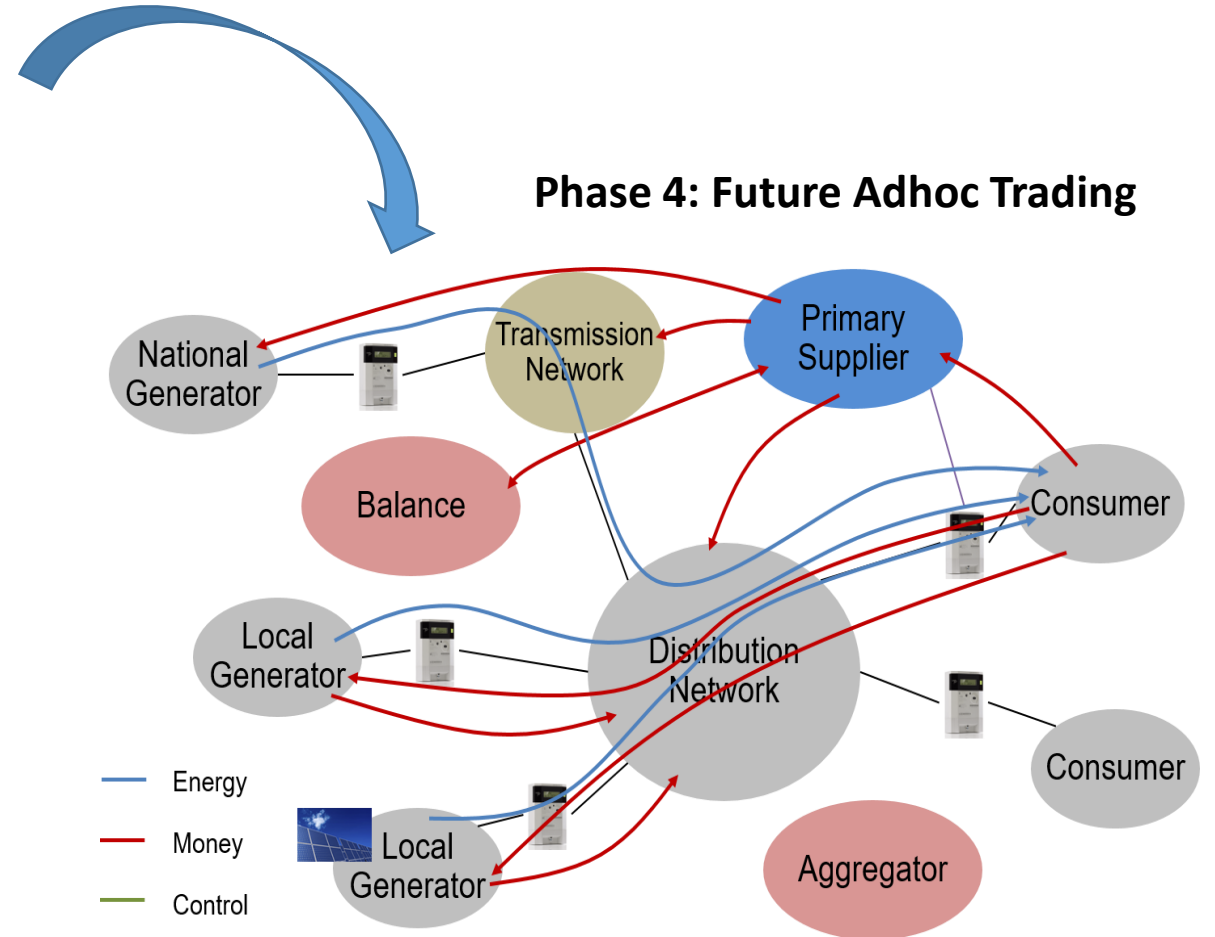 Phase 4: Future Adhoc Trading
National
Generator
Transmission
Network
Primary
Supplier
Balance
Consumer
Local
Generator
Distribution
Network
Consumer
Energy
Money
Control
Local
Generator
Aggregator